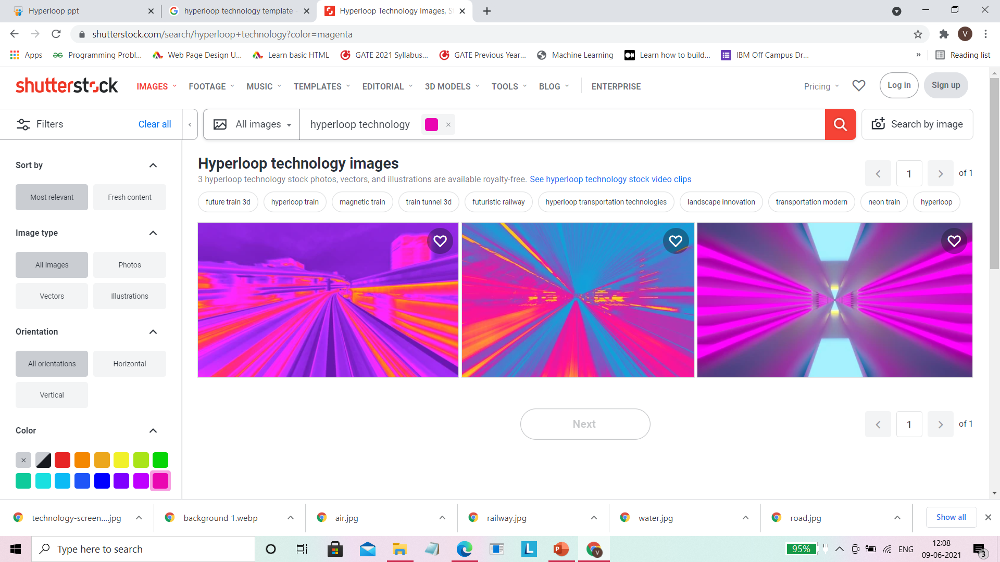 Hyperloop ppt
hyperloop technology template
Hyperloop Technology Images, S
shutterstock.com/search/hyperloop+technology?color=magenta
V
Apps
Programming Probl...
Web Page Design U...
Learn basic HTML
GATE 2021 Syllabus...
GATE Previous Year...
Machine Learning
Learn how to build...
IBM Off Campus Dr...
»
Reading list
shutterstock
IMAGES
FOOTAGE
MUSIC
TEMPLATES
EDITORIAL
3D MODELS
TOOLS
BLOG
ENTERPRISE
Pricing
Log in
Sign up
Filters
Clear all
All images
hyperloop technology
Search by image
Sort by
Most relevant
Fresh content
Image type
All images
Photos
Vectors
Illustrations
Orientation
All orientations
Horizontal
Vertical
Color
Hyperloop technology images
3 hyperloop technology stock photos, vectors, and illustrations are available royalty-free. See hyperloop technology stock video clips
1
of 1
future train 3d
hyperloop train
magnetic train
train tunnel 3d
futuristic railway
hyperloop transportation technologies
landscape innovation
transportation modern
neon train
hyperloop
Next
1
of 1
technology-screen....jpg
background 1.webp
air.jpg
railway.jpg
water.jpg
road.jpg
Show all
Type here to search
L
P
V
95%
ENG
12:08
09-06-2021
3